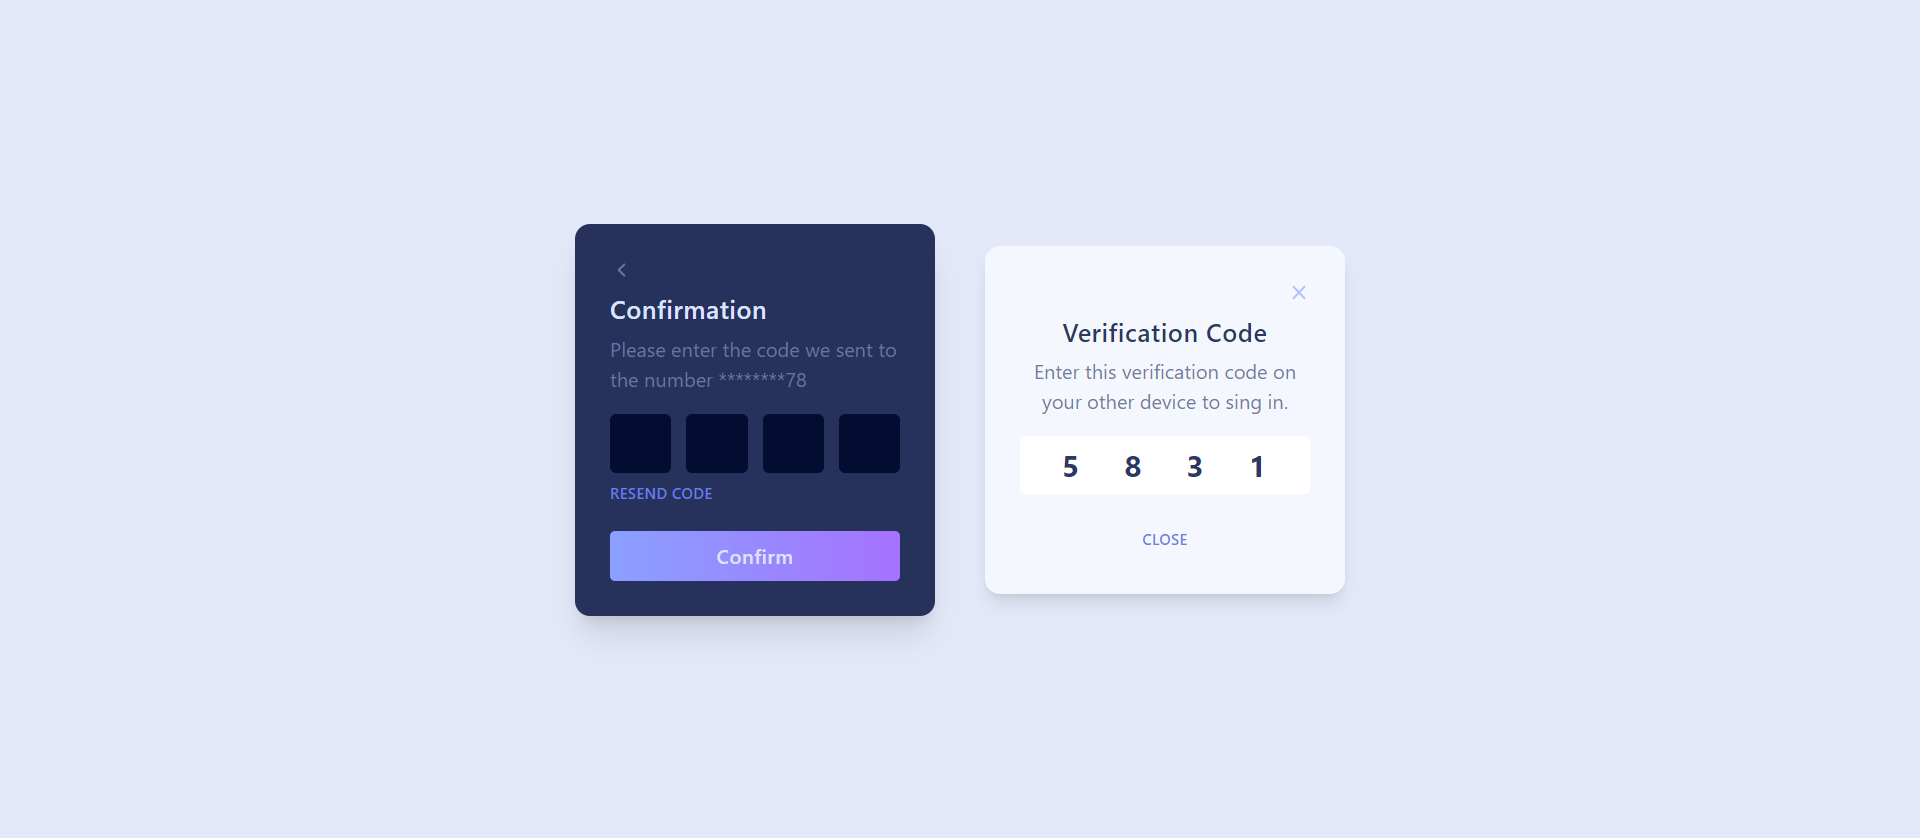 Confirmation
Please enter the code we sent to
the number ********78
RESEND CODE
Confirm
Verification Code
Enter this verification code on
your other device to sing in.
5 8 3 1
CLOSE